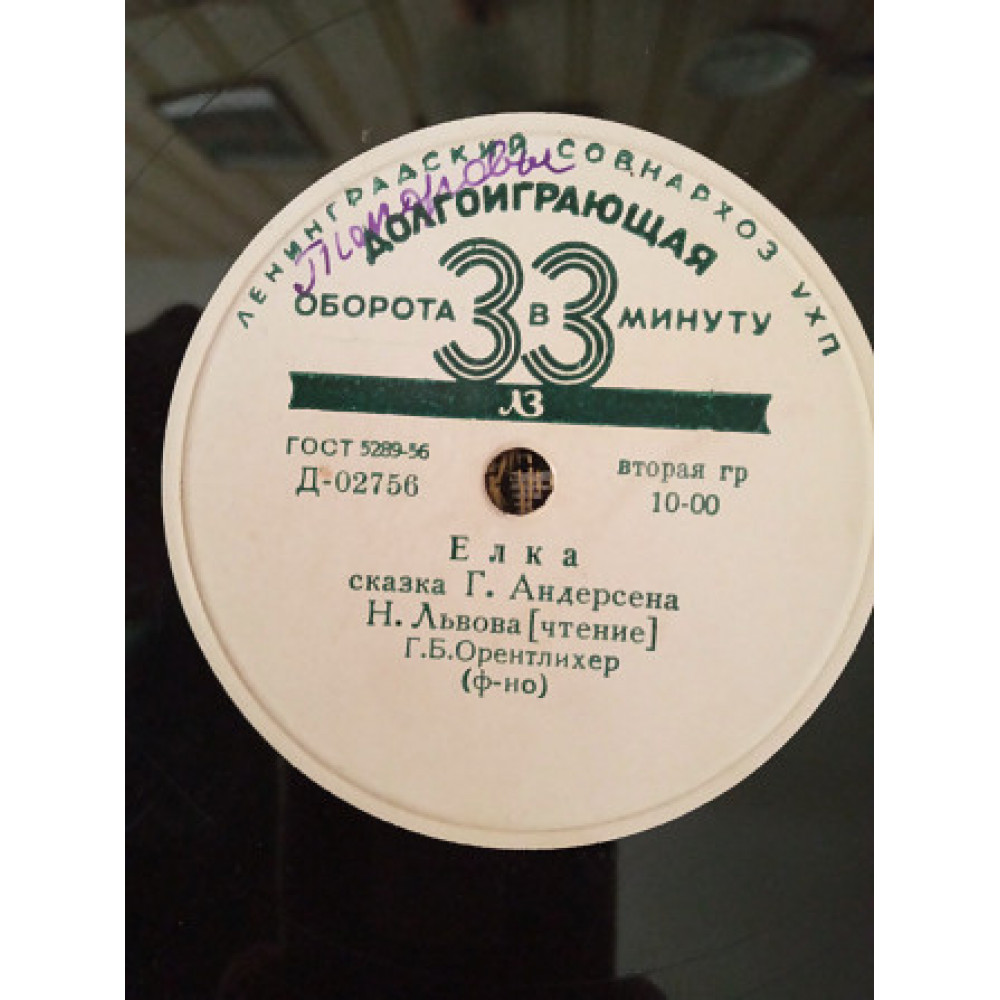 ЛЕНИНГРАДСКИЙ СОВНАРХОЗ УХП
Топоровы
ДОЛГОИГРАЮЩАЯ
ОБОРОТА 33 В МИНУТУ
ЛЗ
ГОСТ 5289-56
Д-02756
вторая гр
10-00
Елка
сказка Г. Андерсена
Н. Львова [чтение]
Г.Б.Орентлихер
(ф-но)